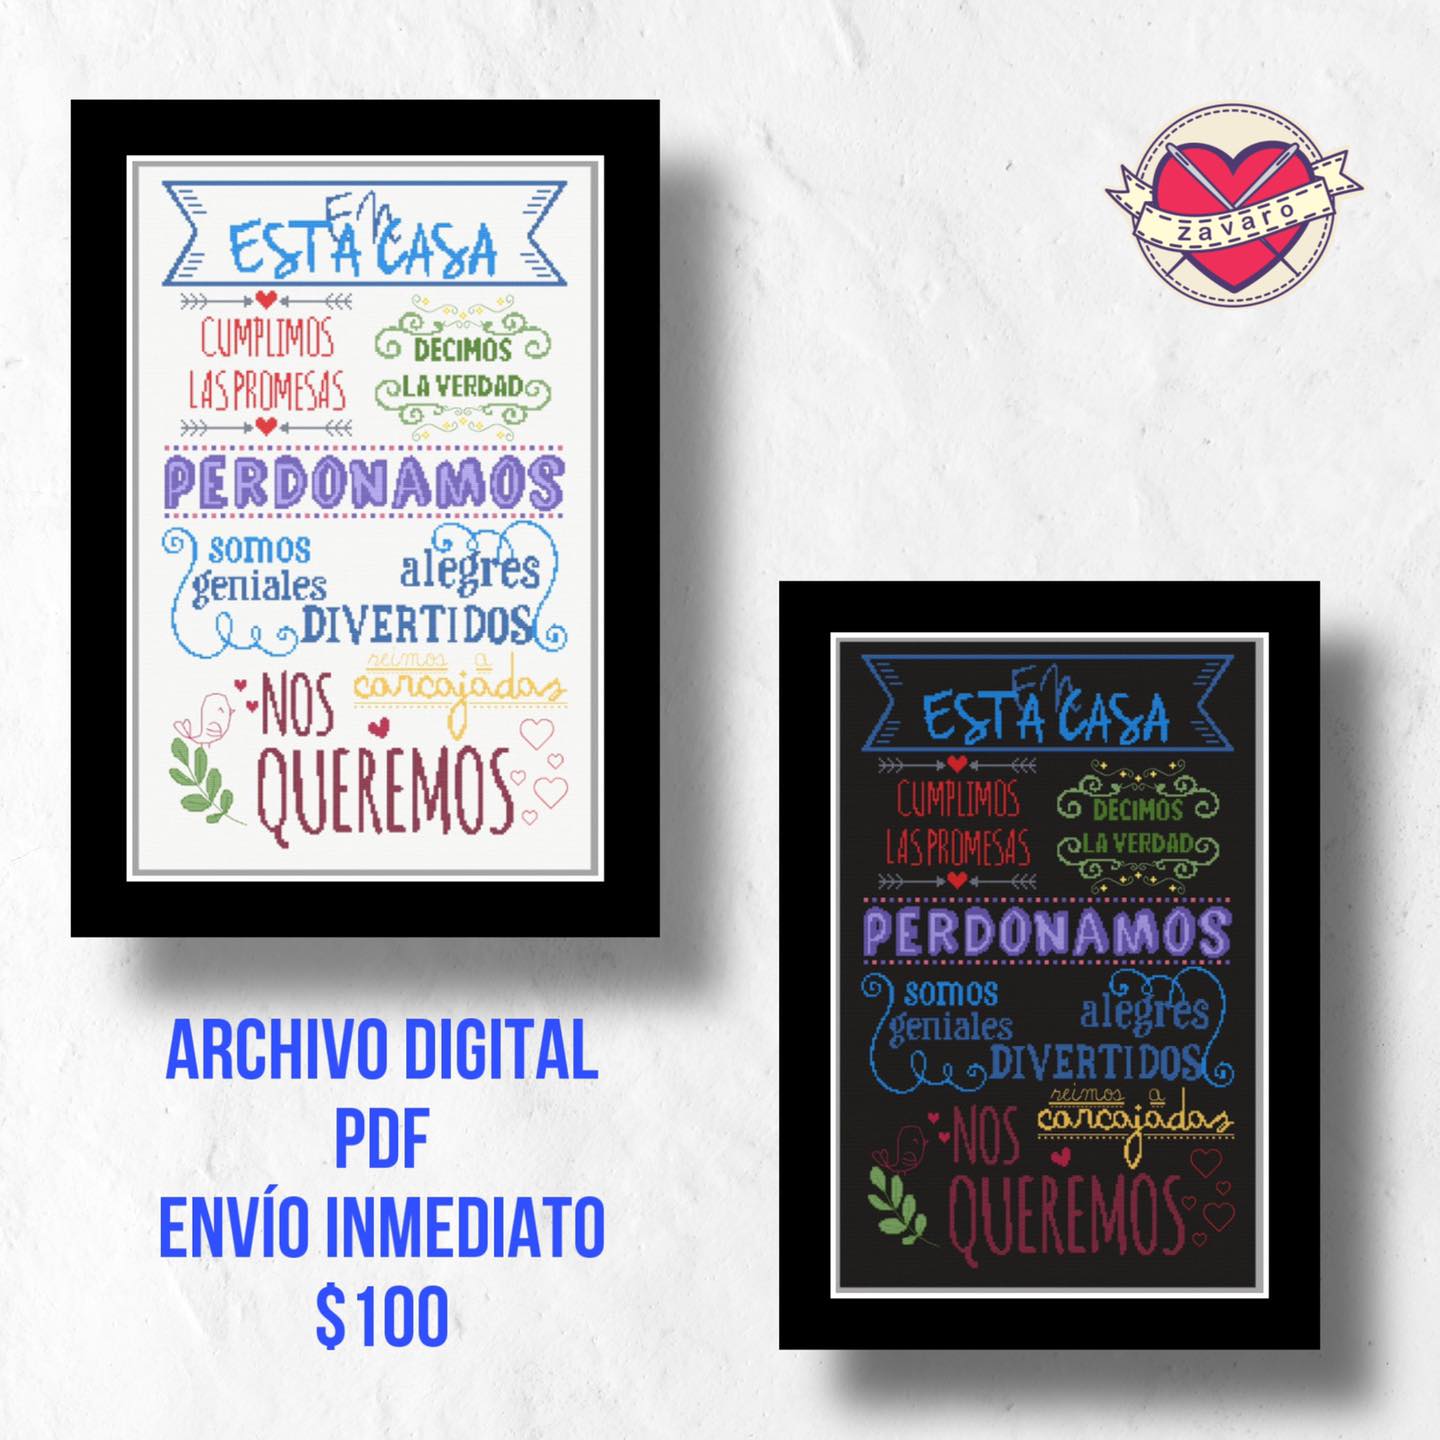 En
ESTA CASA
CUMPLIMOS
LAS PROMESAS
DECIMOS
LA VERDAD
PERDONAMOS
somos
geniales
alegres
DIVERTIDOS
reimos a
carcajadas
NOS
QUEREMOS
zavaro
En
ESTA CASA
CUMPLIMOS
LAS PROMESAS
DECIMOS
LA VERDAD
PERDONAMOS
somos
geniales
alegres
DIVERTIDOS
reimos a
carcajadas
NOS
QUEREMOS
ARCHIVO DIGITAL
PDF
ENVÍO INMEDIATO
$100